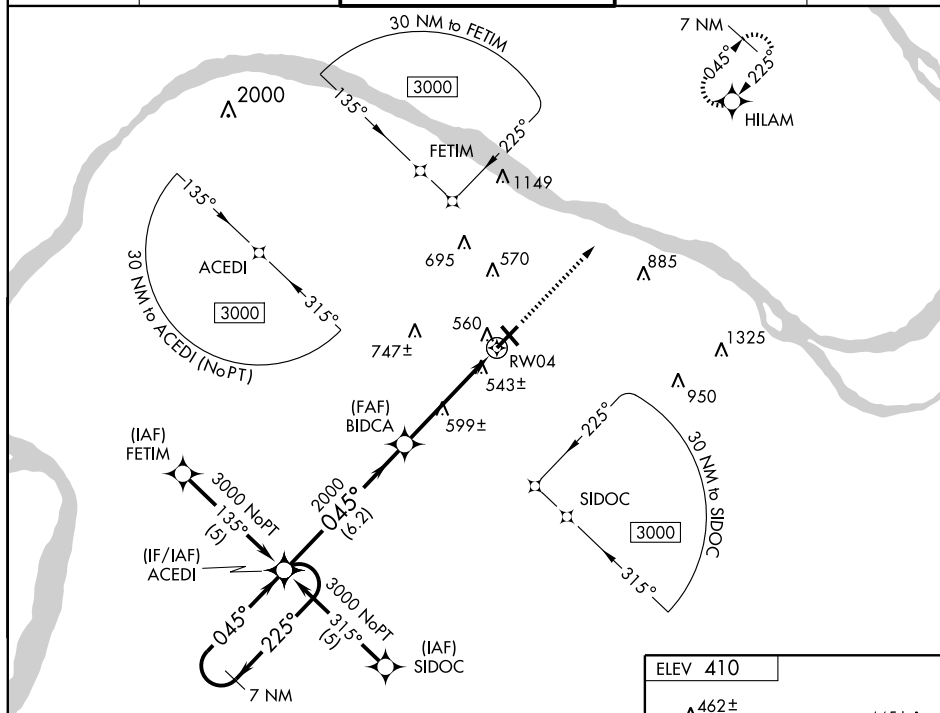 30 NM to FETIM
3000
135°
225°
FETIM
2000
1149
7 NM
045°
225°
HILAM
135°
ACEDI
315°
3000
30 NM to ACEDI (NoPT)
695
570
885
747±
560
RW04
543±
1325
950
(FAF)
BIDCA
599±
(IAF)
FETIM
3000 NoPT
135°
(5)
2000
045°
(6.2)
225°
SIDOC
3000
315°
30 NM to SIDOC
(IF/IAF)
ACEDI
045°
225°
7 NM
3000 NoPT
315°
(5)
(IAF)
SIDOC
ELEV 410
462±